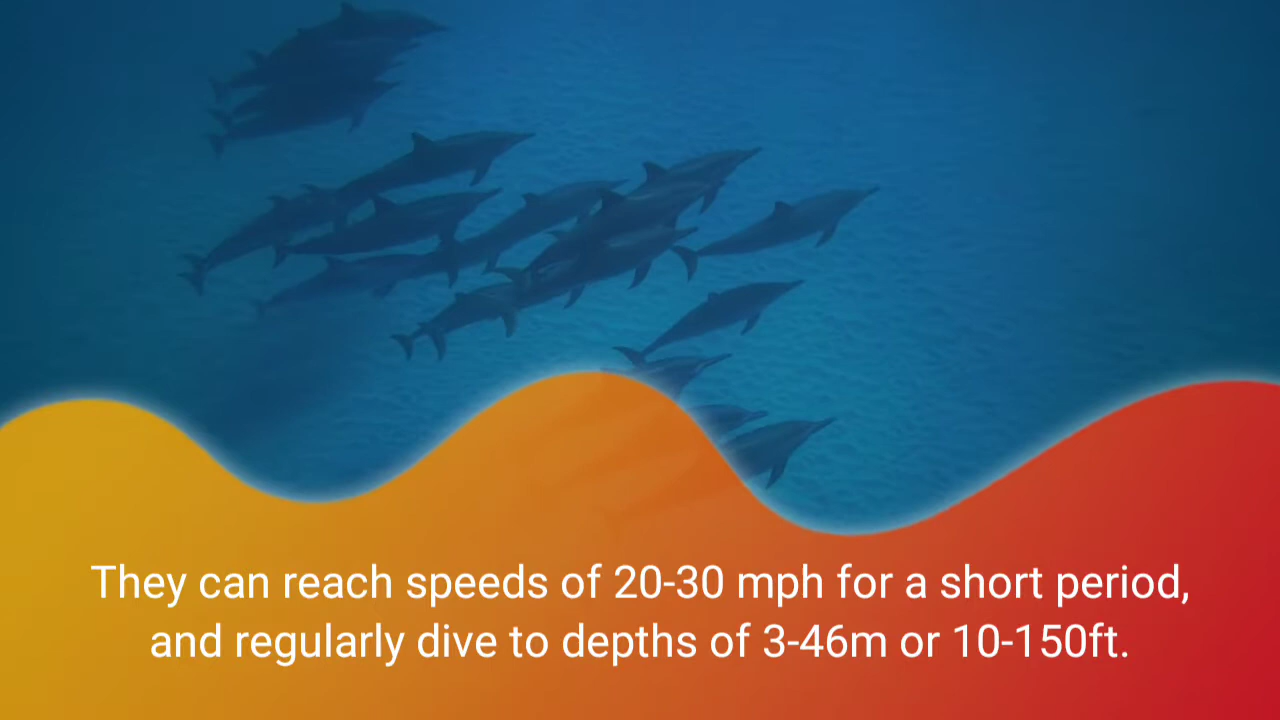 They can reach speeds of 20-30 mph for a short period,
and regularly dive to depths of 3-46m or 10-150ft.